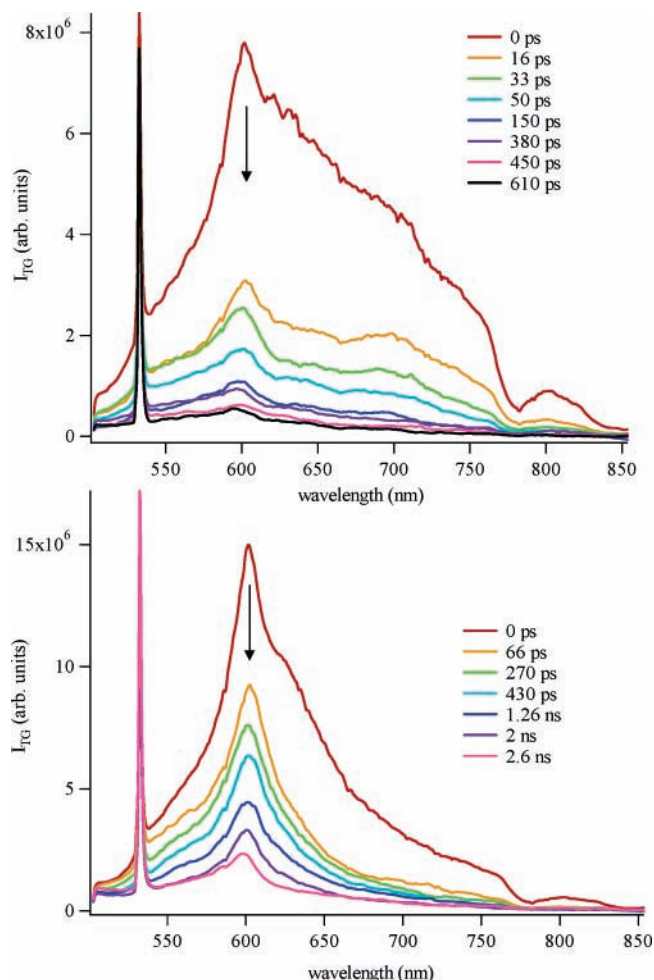 8x10⁶
6
4
2
0
I_TG (arb. units)
0 ps
16 ps
33 ps
50 ps
150 ps
380 ps
450 ps
610 ps
550 600 650 700 750 800 850
wavelength (nm)
15x10⁶
10
5
0
I_TG (arb. units)
0 ps
66 ps
270 ps
430 ps
1.26 ns
2 ns
2.6 ns
550 600 650 700 750 800 850
wavelength (nm)